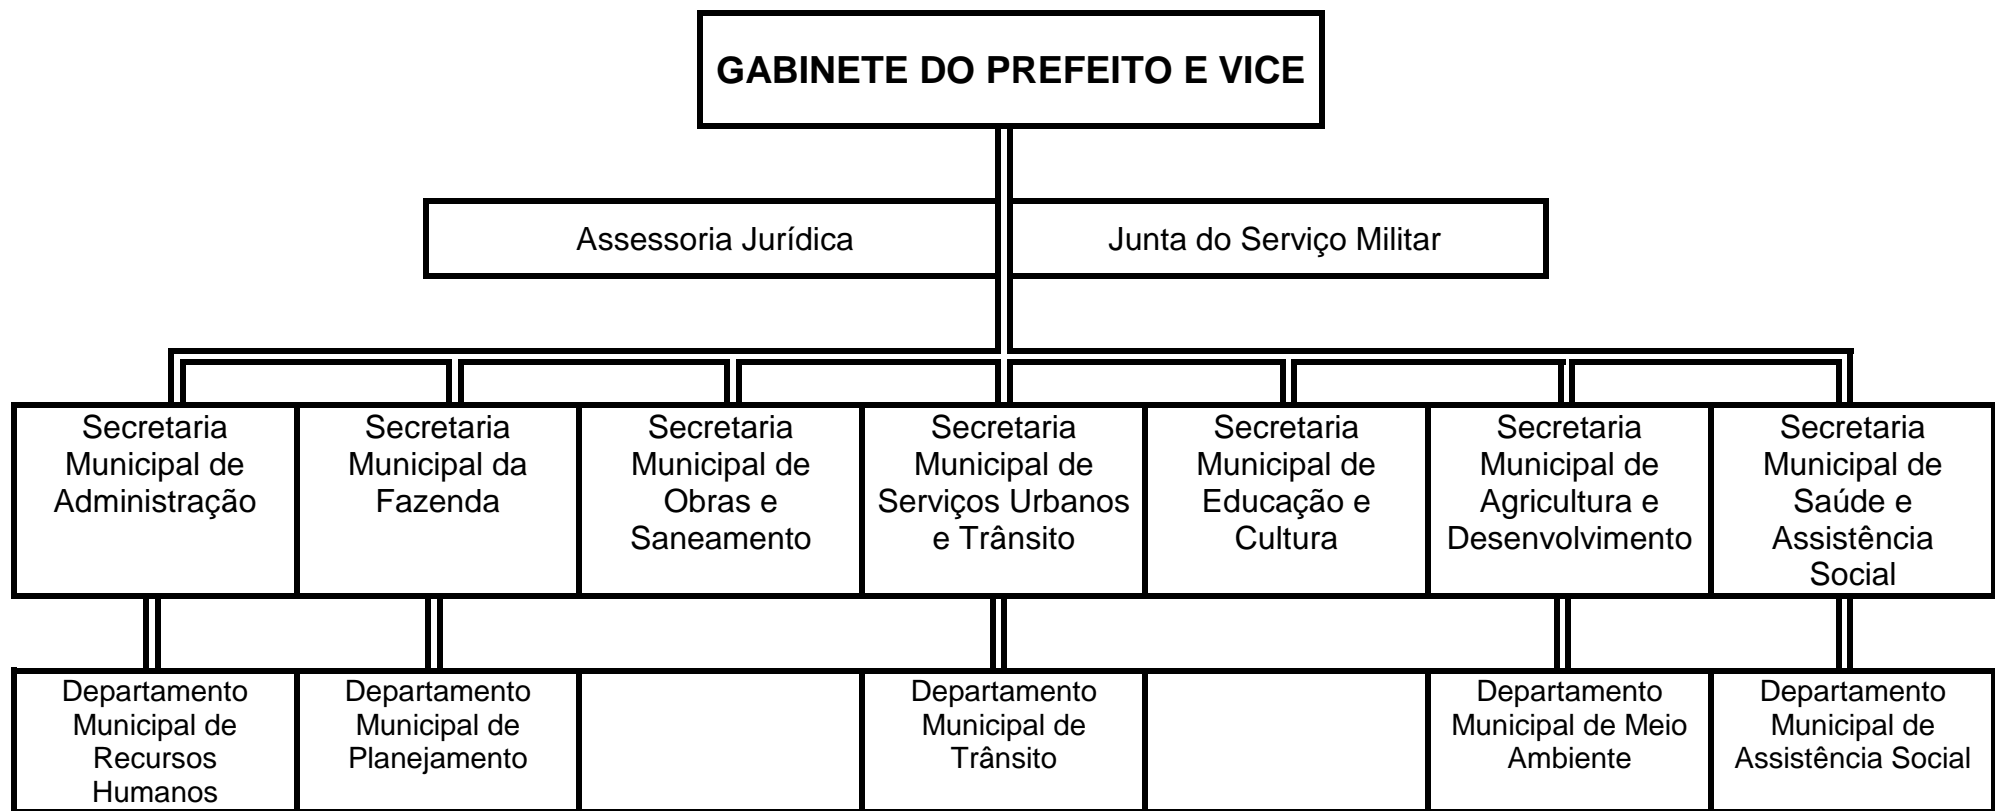 GABINETE DO PREFEITO E VICE
Assessoria Jurídica
Junta do Serviço Militar
Secretaria
Municipal de
Administração
Secretaria
Municipal da
Fazenda
Secretaria
Municipal de
Obras e
Saneamento
Secretaria
Municipal de
Serviços Urbanos
e Trânsito
Secretaria
Municipal de
Educação e
Cultura
Secretaria
Municipal de
Agricultura e
Desenvolvimento
Secretaria
Municipal de
Saúde e
Assistência
Social
Departamento
Municipal de
Recursos
Humanos
Departamento
Municipal de
Planejamento
Departamento
Municipal de
Trânsito
Departamento
Municipal de Meio
Ambiente
Departamento
Municipal de
Assistência Social